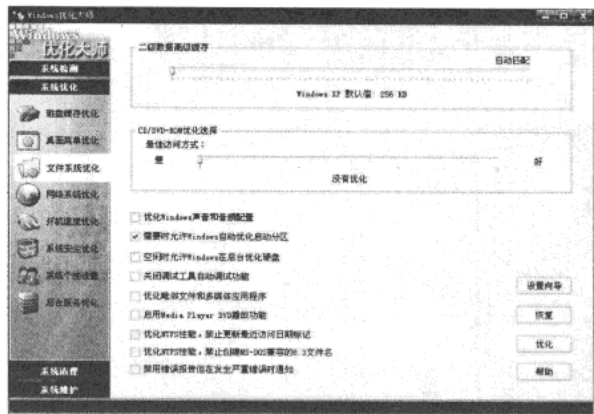 Windows优化大师
Windows
优化大师
系统检测
系统优化
磁盘缓存优化
桌面菜单优化
文件系统优化
网络系统优化
开机速度优化
系统安全优化
系统个性设置
后台服务优化
系统清理
系统维护
二级数据高级缓存
自动匹配
Windows XP 默认值: 256 KB
CD/DVD-ROM优化选择
最佳访问方式:
差
好
没有优化
优化Windows声音和音频配置
需要时允许Windows自动优化启动分区
空闲时允许Windows在后台优化硬盘
关闭调试工具自动调试功能
优化毗邻文件和多媒体应用程序
启用Media Player DVD播放功能
优化NTFS性能,禁止更新最近访问日期标记
优化NTFS性能,禁止创建MS-DOS兼容的8.3文件名
禁用错误报告但在发生严重错误时通知
设置向导
恢复
优化
帮助